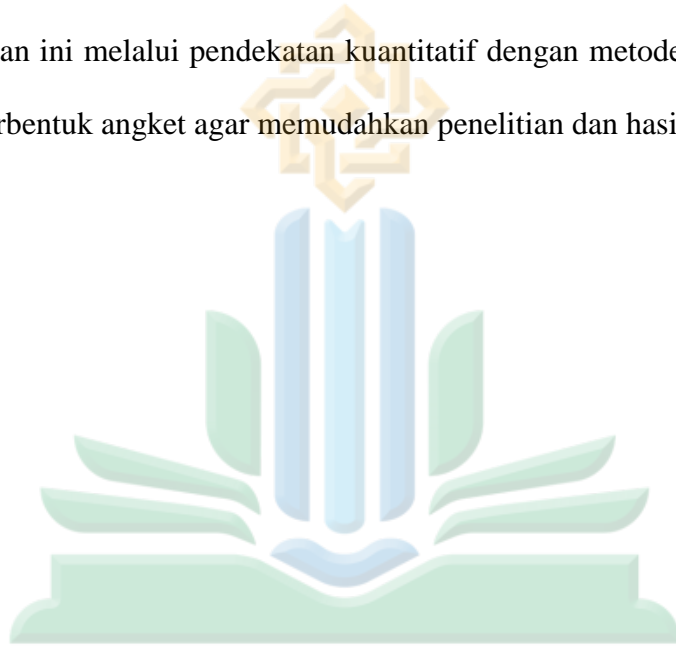 an ini melalui pendekatan kuantitatif dengan metode
rbentuk angket agar memudahkan penelitian dan hasi